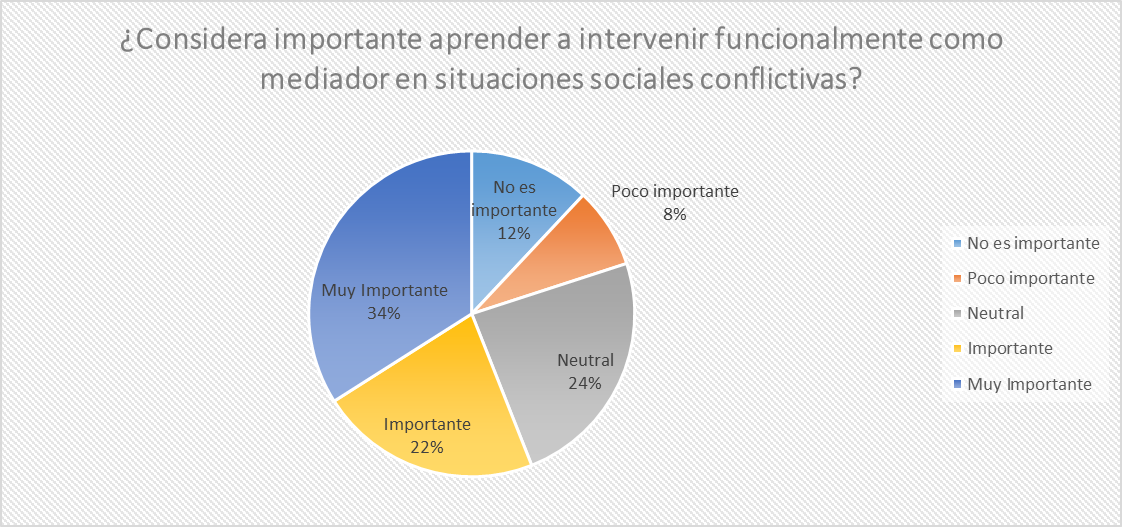 ¿Considera importante aprender a intervenir funcionalmente como
mediador en situaciones sociales conflictivas?
No es
importante
12%
Poco importante
8%
Neutral
24%
Importante
22%
Muy Importante
34%
No es importante
Poco importante
Neutral
Importante
Muy Importante